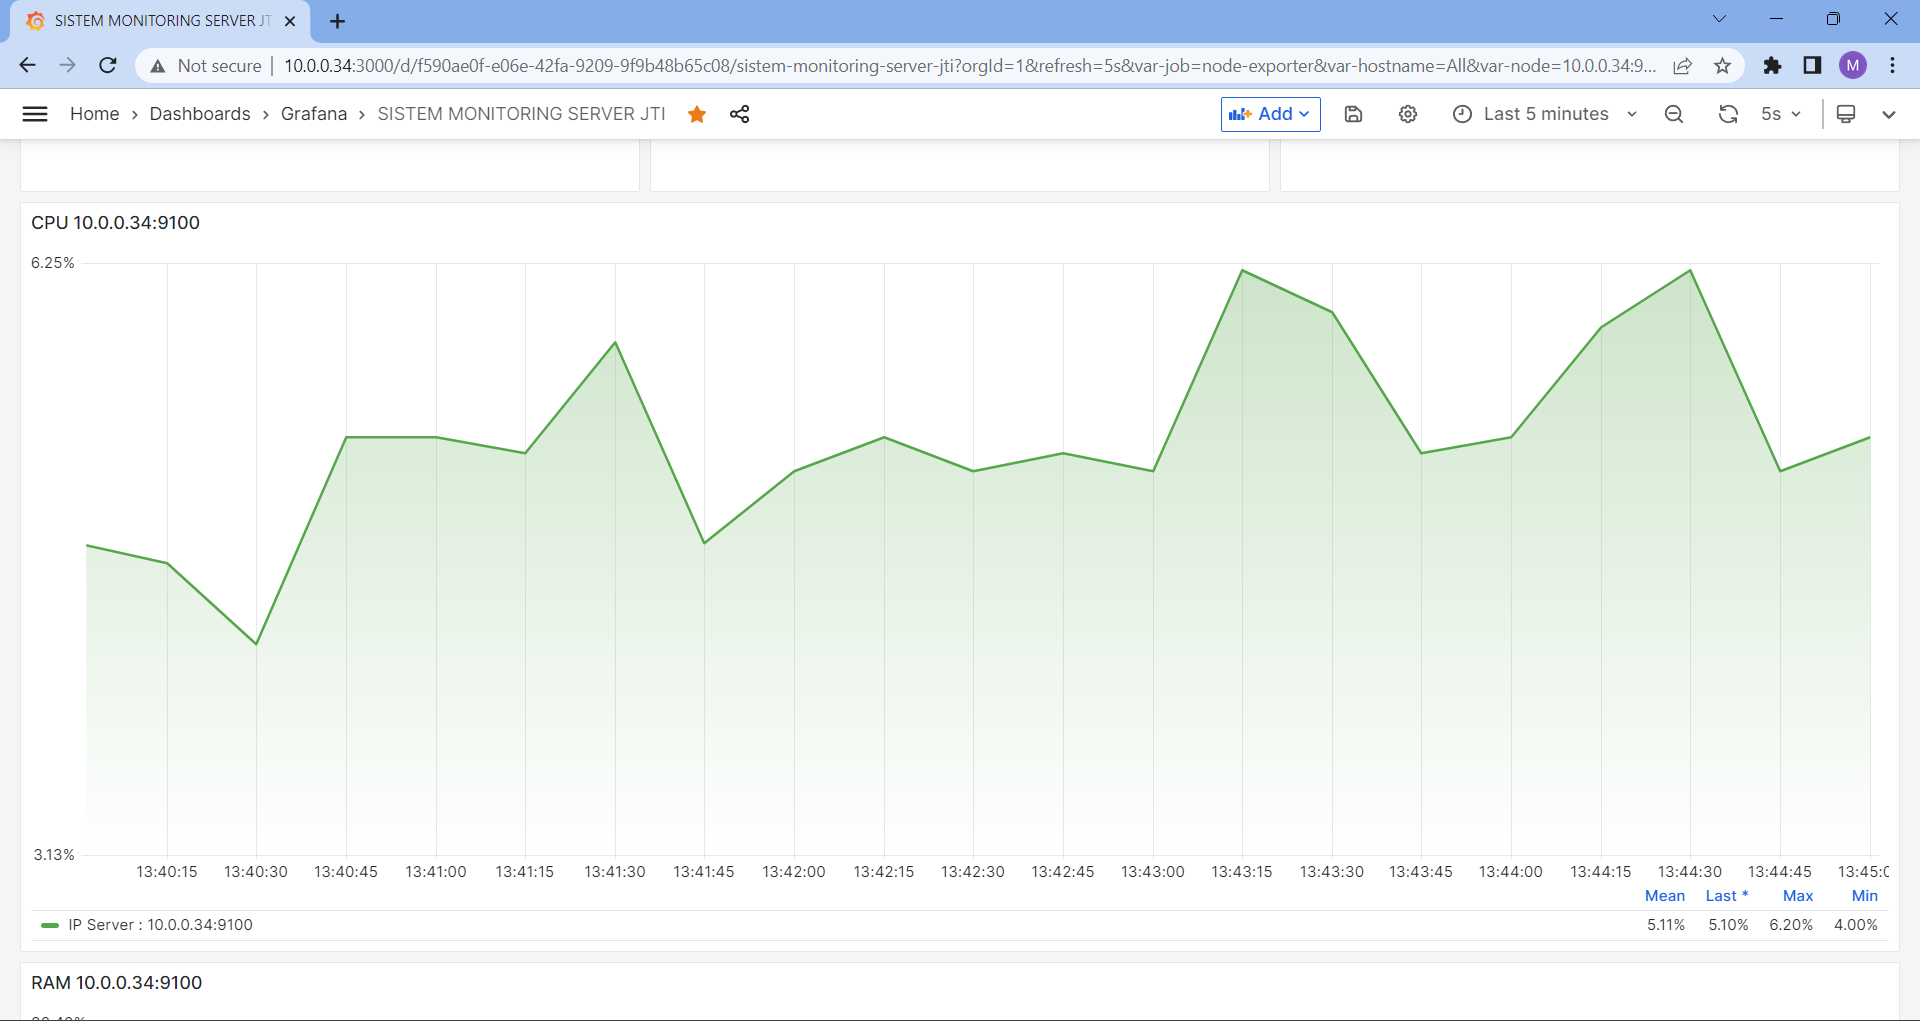 SISTEM MONITORING SERVER JT
Not secure 10.0.0.34:3000/d/f590ae0f-e06e-42fa-9209-9f9b48b65c08/sistem-monitoring-server-jti?orgId=1&refresh=5s&var-job=node-exporter&var-hostname=All&var-node=10.0.0.34:9... M
Home › Dashboards › Grafana › SISTEM MONITORING SERVER JTI Add Last 5 minutes 5s
CPU 10.0.0.34:9100
6.25%
3.13%
13:40:15 13:40:30 13:40:45 13:41:00 13:41:15 13:41:30 13:41:45 13:42:00 13:42:15 13:42:30 13:42:45 13:43:00 13:43:15 13:43:30 13:43:45 13:44:00 13:44:15 13:44:30 13:44:45 13:45:0
Mean Last * Max Min
IP Server : 10.0.0.34:9100 5.11% 5.10% 6.20% 4.00%
RAM 10.0.0.34:9100